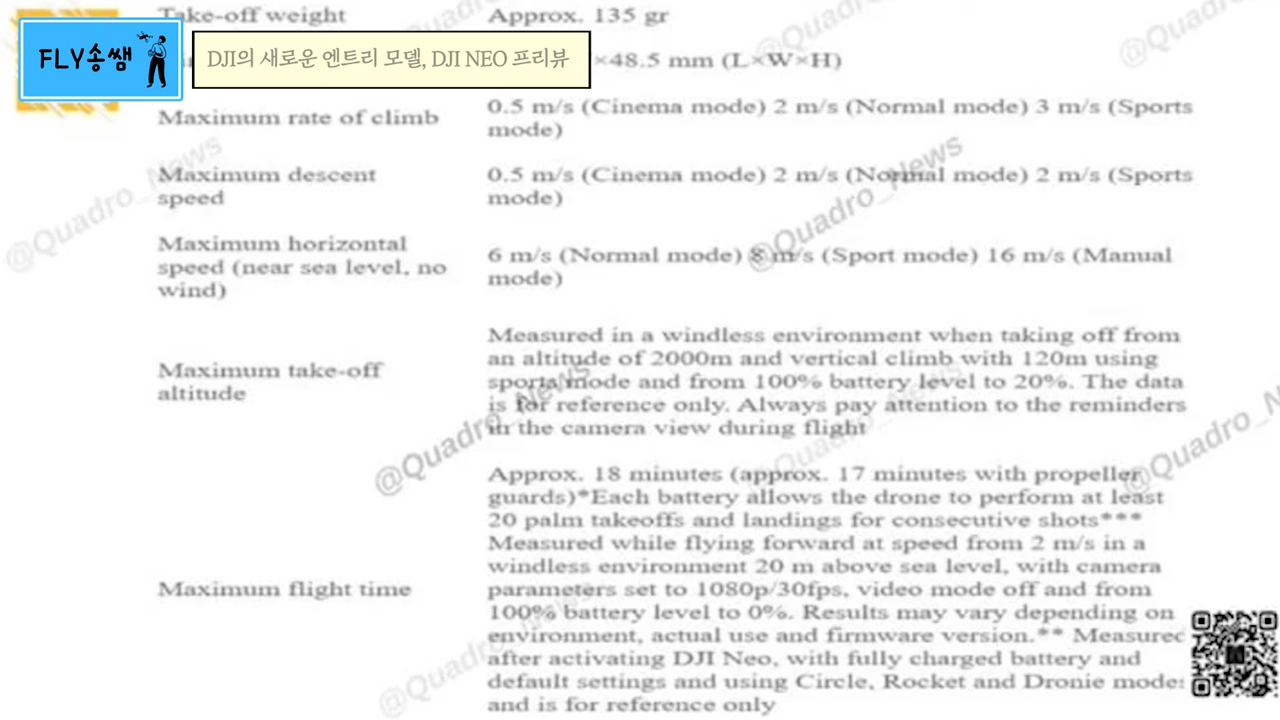 Take-off weight
Approx. 135 gr
FLY송쌤
DJI의 새로운 엔트리 모델, DJI NEO 프리뷰
×48.5 mm (L×W×H)
Maximum rate of climb
0.5 m/s (Cinema mode) 2 m/s (Normal mode) 3 m/s (Sports
mode)
Maximum descent
speed
0.5 m/s (Cinema mode) 2 m/s (Normal mode) 2 m/s (Sports
mode)
Maximum horizontal
speed (near sea level, no
wind)
6 m/s (Normal mode) 8 m/s (Sport mode) 16 m/s (Manual
mode)
Maximum take-off
altitude
Measured in a windless environment when taking off from
an altitude of 2000m and vertical climb with 120m using
sports mode and from 100% battery level to 20%. The data
is for reference only. Always pay attention to the reminders
in the camera view during flight
Maximum flight time
Approx. 18 minutes (approx. 17 minutes with propeller
guards)*Each battery allows the drone to perform at least
20 palm takeoffs and landings for consecutive shots***
Measured while flying forward at speed from 2 m/s in a
windless environment 20 m above sea level, with camera
parameters set to 1080p/30fps, video mode off and from
100% battery level to 0%. Results may vary depending on
environment, actual use and firmware version.** Measured
after activating DJI Neo, with fully charged battery and
default settings and using Circle, Rocket and Dronie modes
and is for reference only
@Quadro_News
@Quadro_News
@Quadro_News
@Quadro_News
@Quadro_News